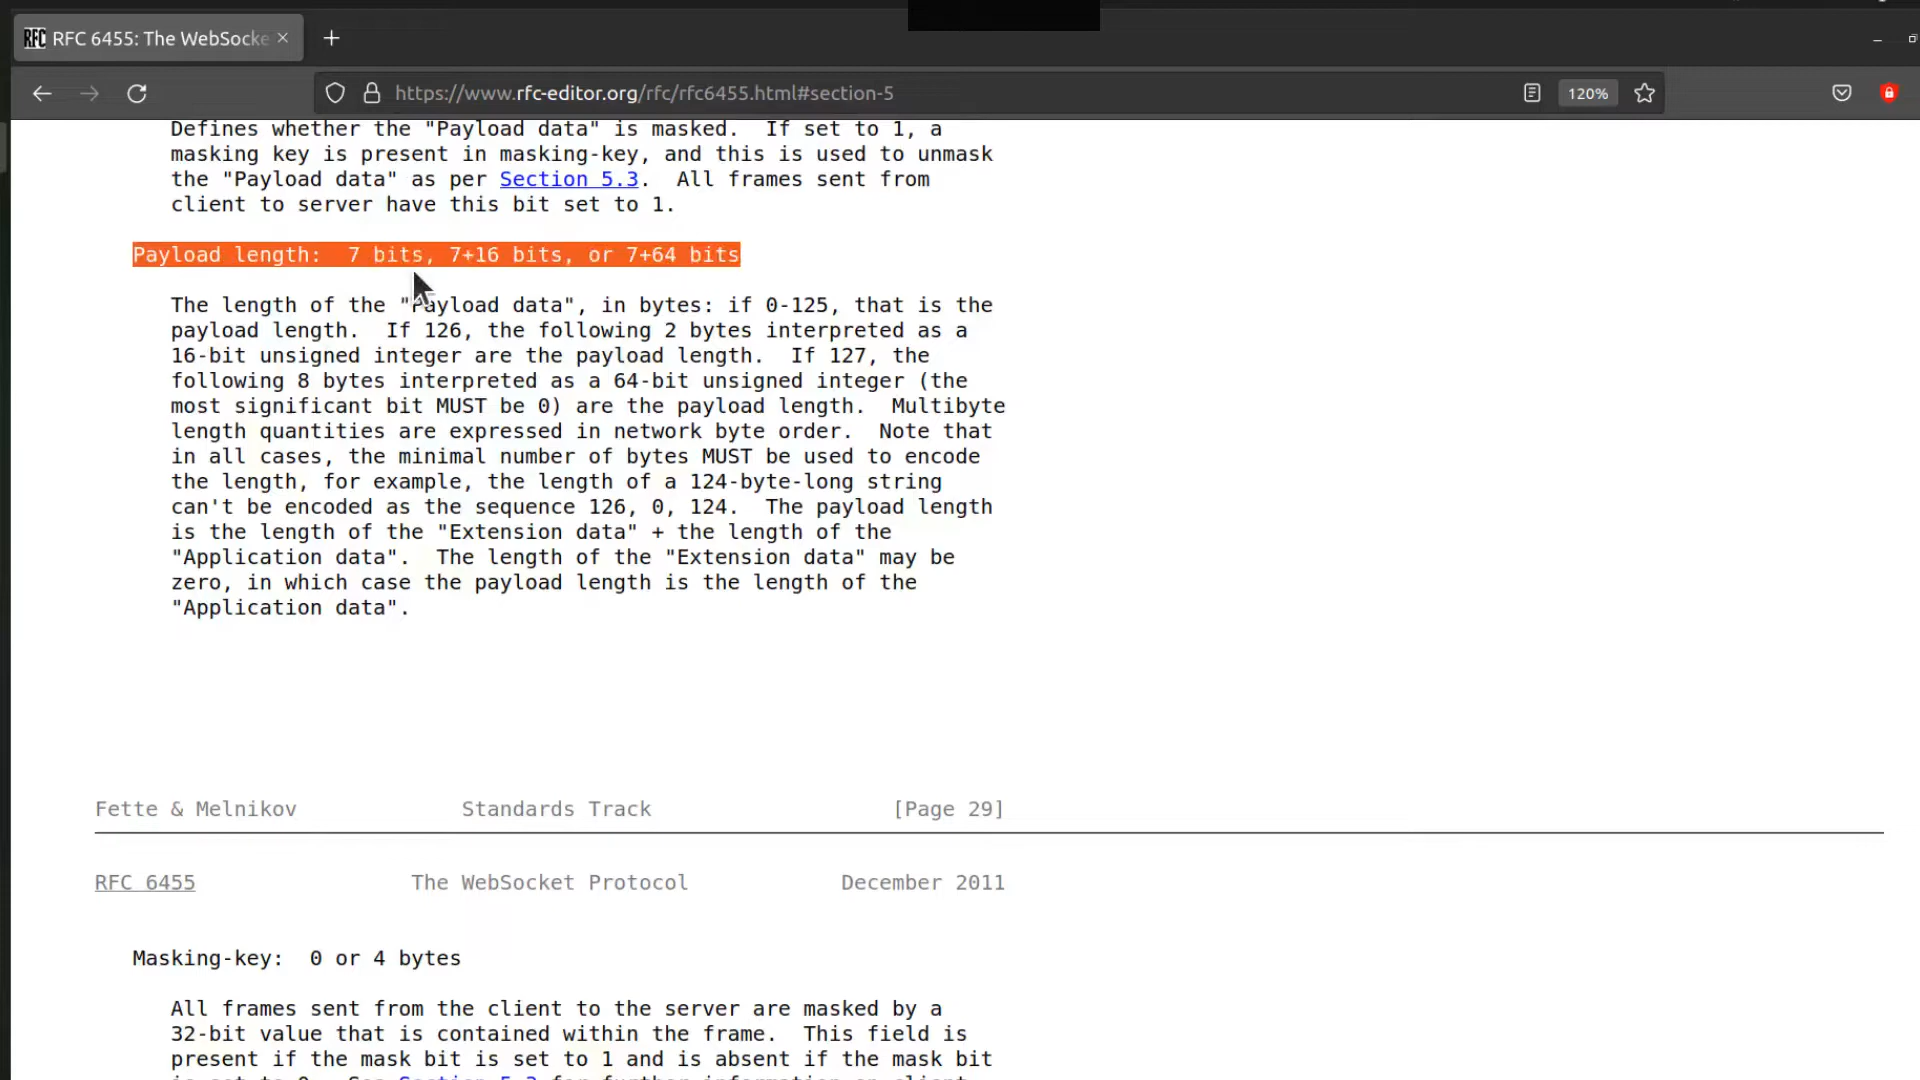 RFC RFC 6455: The WebSocke
https://www.rfc-editor.org/rfc/rfc6455.html#section-5
120%
Defines whether the "Payload data" is masked.  If set to 1, a
masking key is present in masking-key, and this is used to unmask
the "Payload data" as per Section 5.3.  All frames sent from
client to server have this bit set to 1.
Payload length:  7 bits, 7+16 bits, or 7+64 bits
The length of the "Payload data", in bytes: if 0-125, that is the
payload length.  If 126, the following 2 bytes interpreted as a
16-bit unsigned integer are the payload length.  If 127, the
following 8 bytes interpreted as a 64-bit unsigned integer (the
most significant bit MUST be 0) are the payload length.  Multibyte
length quantities are expressed in network byte order.  Note that
in all cases, the minimal number of bytes MUST be used to encode
the length, for example, the length of a 124-byte-long string
can't be encoded as the sequence 126, 0, 124.  The payload length
is the length of the "Extension data" + the length of the
"Application data".  The length of the "Extension data" may be
zero, in which case the payload length is the length of the
"Application data".
Fette & Melnikov Standards Track [Page 29]
RFC 6455 The WebSocket Protocol December 2011
Masking-key:  0 or 4 bytes
All frames sent from the client to the server are masked by a
32-bit value that is contained within the frame.  This field is
present if the mask bit is set to 1 and is absent if the mask bit
is set to 0.  See Section 5.3 for further information on client